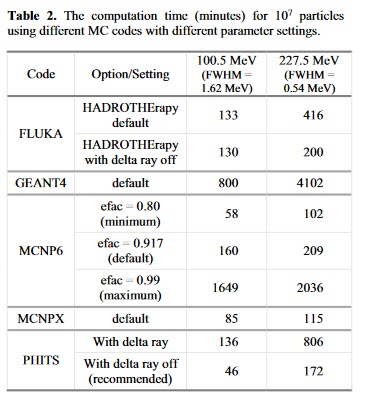 Table 2. The computation time (minutes) for 10⁷ particles
using different MC codes with different parameter settings.
Code Option/Setting 100.5 MeV (FWHM = 1.62 MeV) 227.5 MeV (FWHM = 0.54 MeV)
FLUKA
HADROTHErapy default 133 416
HADROTHErapy with delta ray off 130 200
GEANT4 default 800 4102
MCNP6
efac = 0.80 (minimum) 58 102
efac = 0.917 (default) 160 209
efac = 0.99 (maximum) 1649 2036
MCNPX default 85 115
PHITS
With delta ray 136 806
With delta ray off (recommended) 46 172